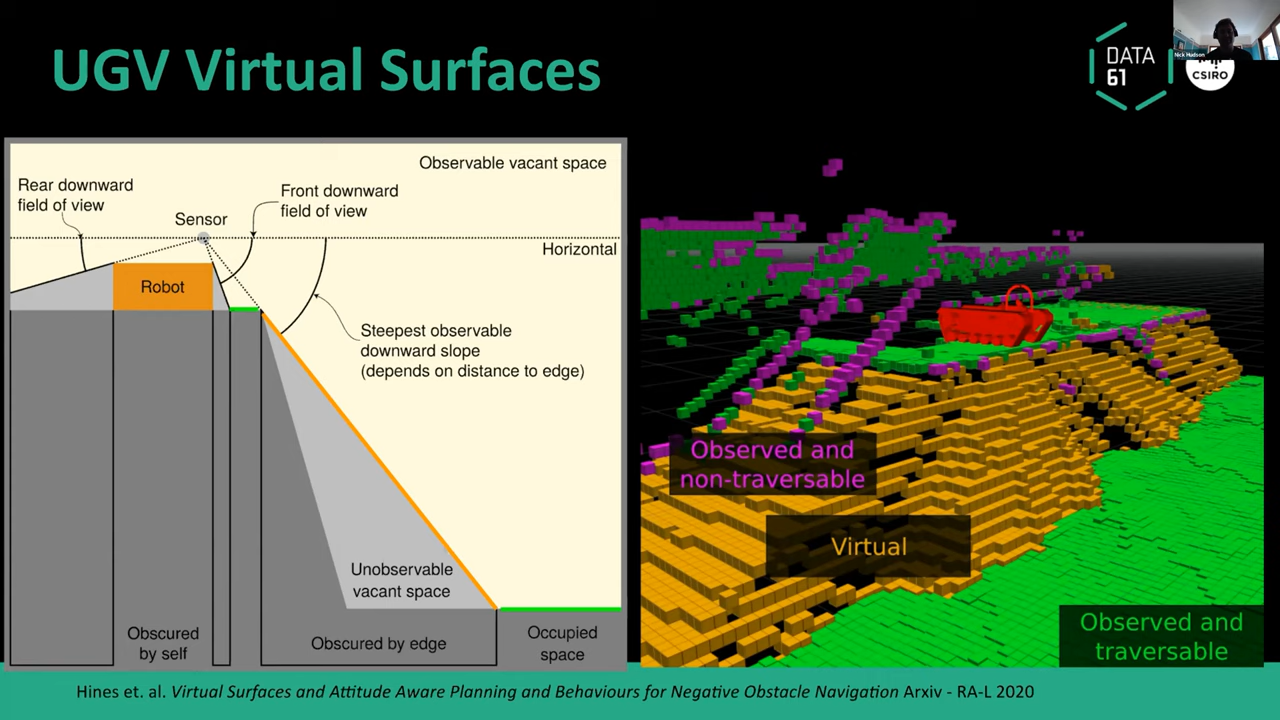 UGV Virtual Surfaces
DATA
61
Nick Hudson
CSIRO
Observable vacant space
Rear downward
field of view
Front downward
field of view
Sensor
Horizontal
Robot
Steepest observable
downward slope
(depends on distance to edge)
Unobservable
vacant space
Obscured
by self
Obscured by edge
Occupied
space
Observed and
non-traversable
Virtual
Observed and
traversable
Hines et. al. Virtual Surfaces and Attitude Aware Planning and Behaviours for Negative Obstacle Navigation Arxiv - RA-L 2020